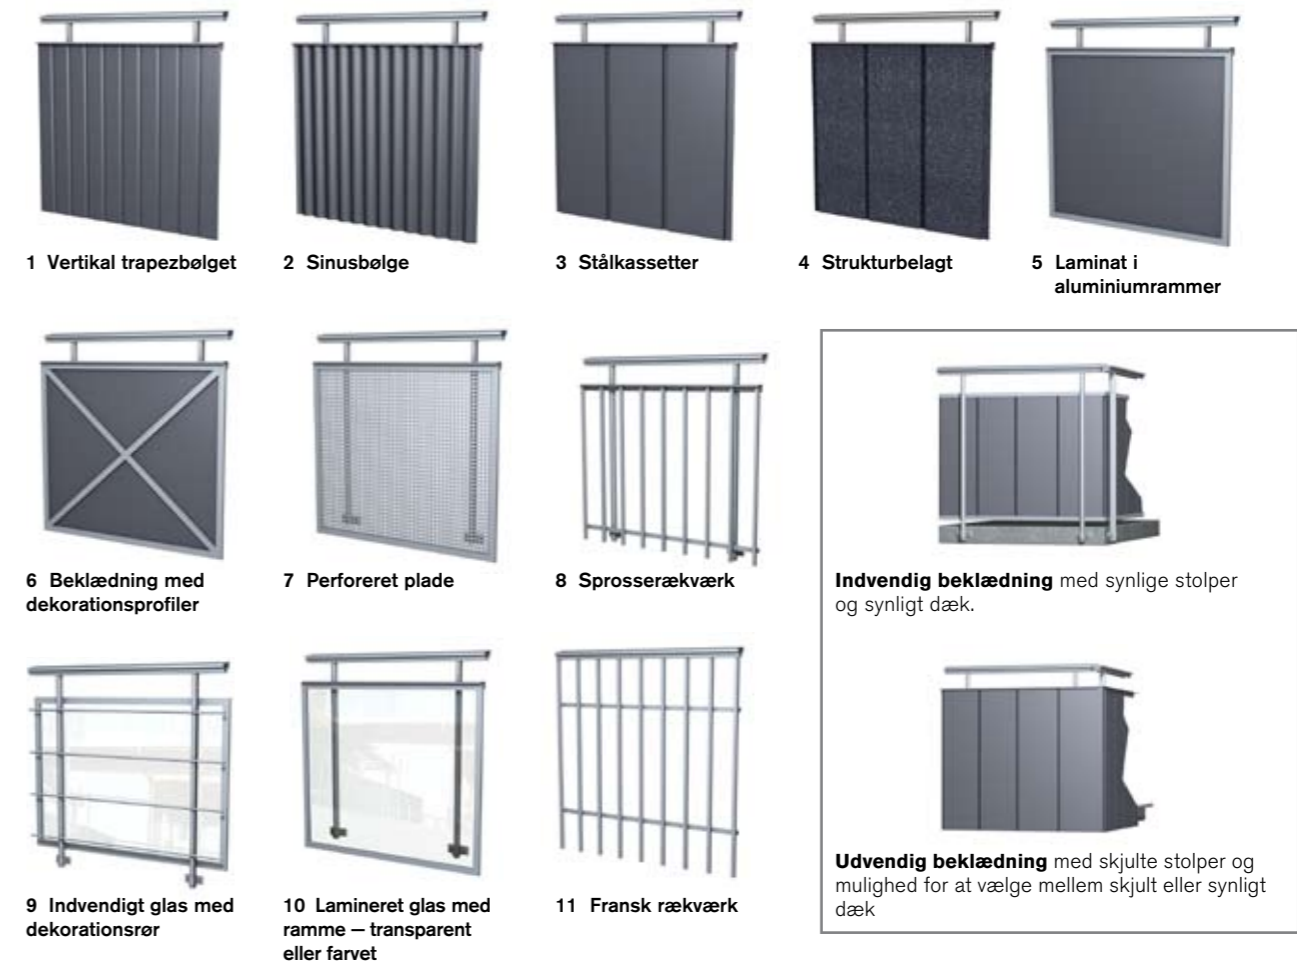 1 Vertikal trapezbølget
2 Sinusbølge
3 Stålkassetter
4 Strukturbelagt
5 Laminat i
aluminiumrammer
6 Beklædning med
dekorationsprofiler
7 Perforeret plade
8 Sprosserækværk
9 Indvendigt glas med
dekorationsrør
10 Lamineret glas med
ramme – transparent
eller farvet
11 Fransk rækværk
Indvendig beklædning med synlige stolper
og synligt dæk.
Udvendig beklædning med skjulte stolper og
mulighed for at vælge mellem skjult eller synligt
dæk